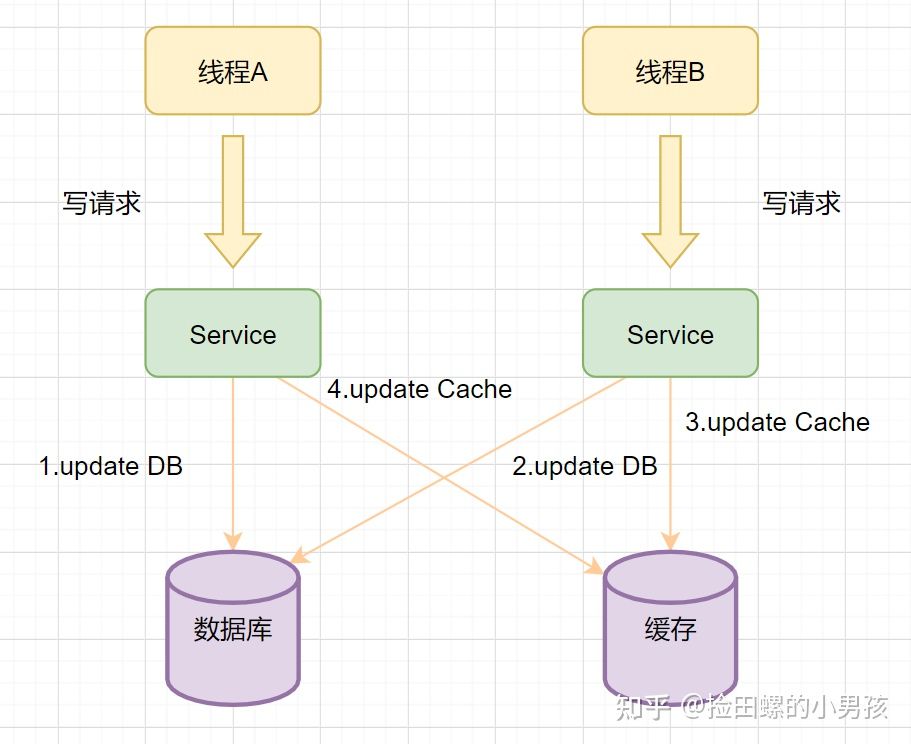 线程A
线程B
写请求
写请求
Service
Service
4.update Cache
3.update Cache
1.update DB
2.update DB
数据库
缓存
知乎 @捡田螺的小男孩